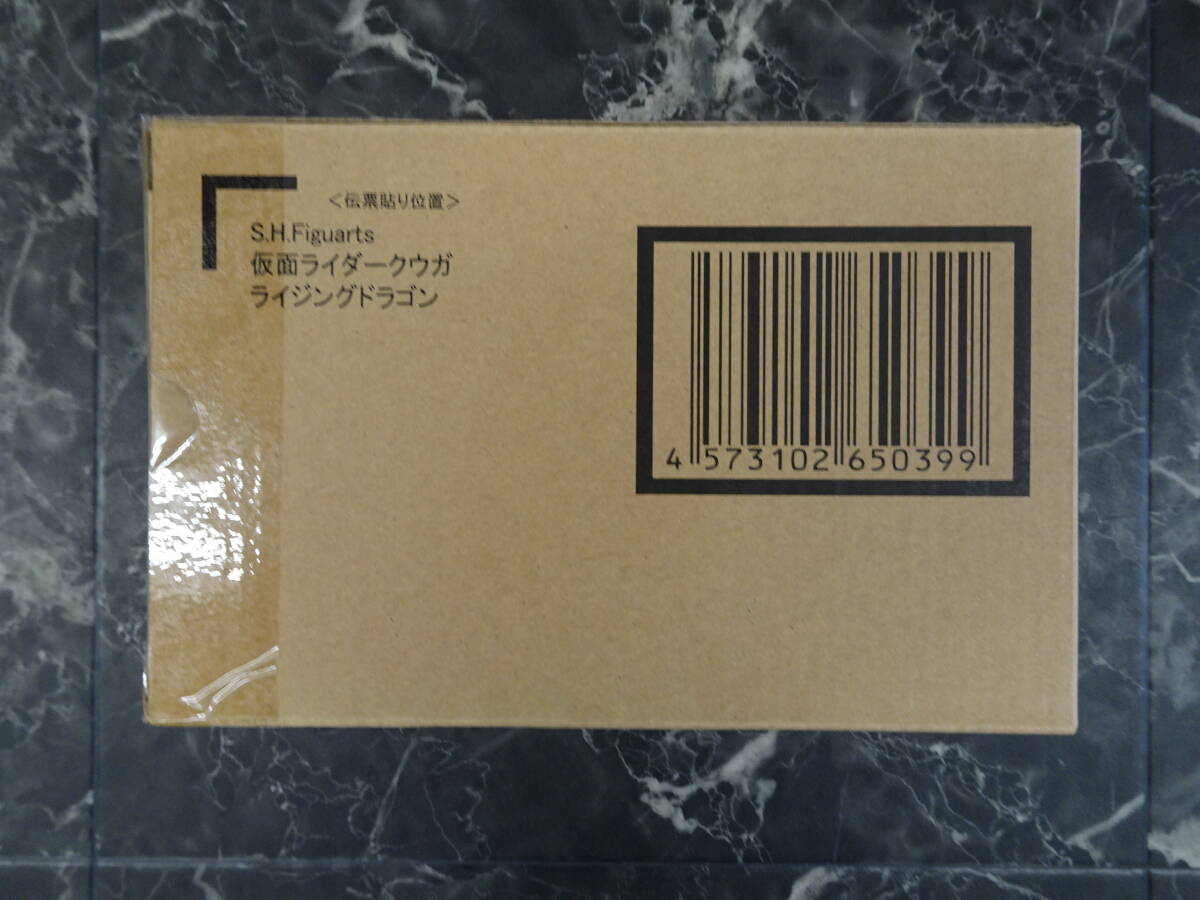 ＜伝票貼り位置＞
S.H.Figuarts
仮面ライダークウガ
ライジングドラゴン
4 573102 650399